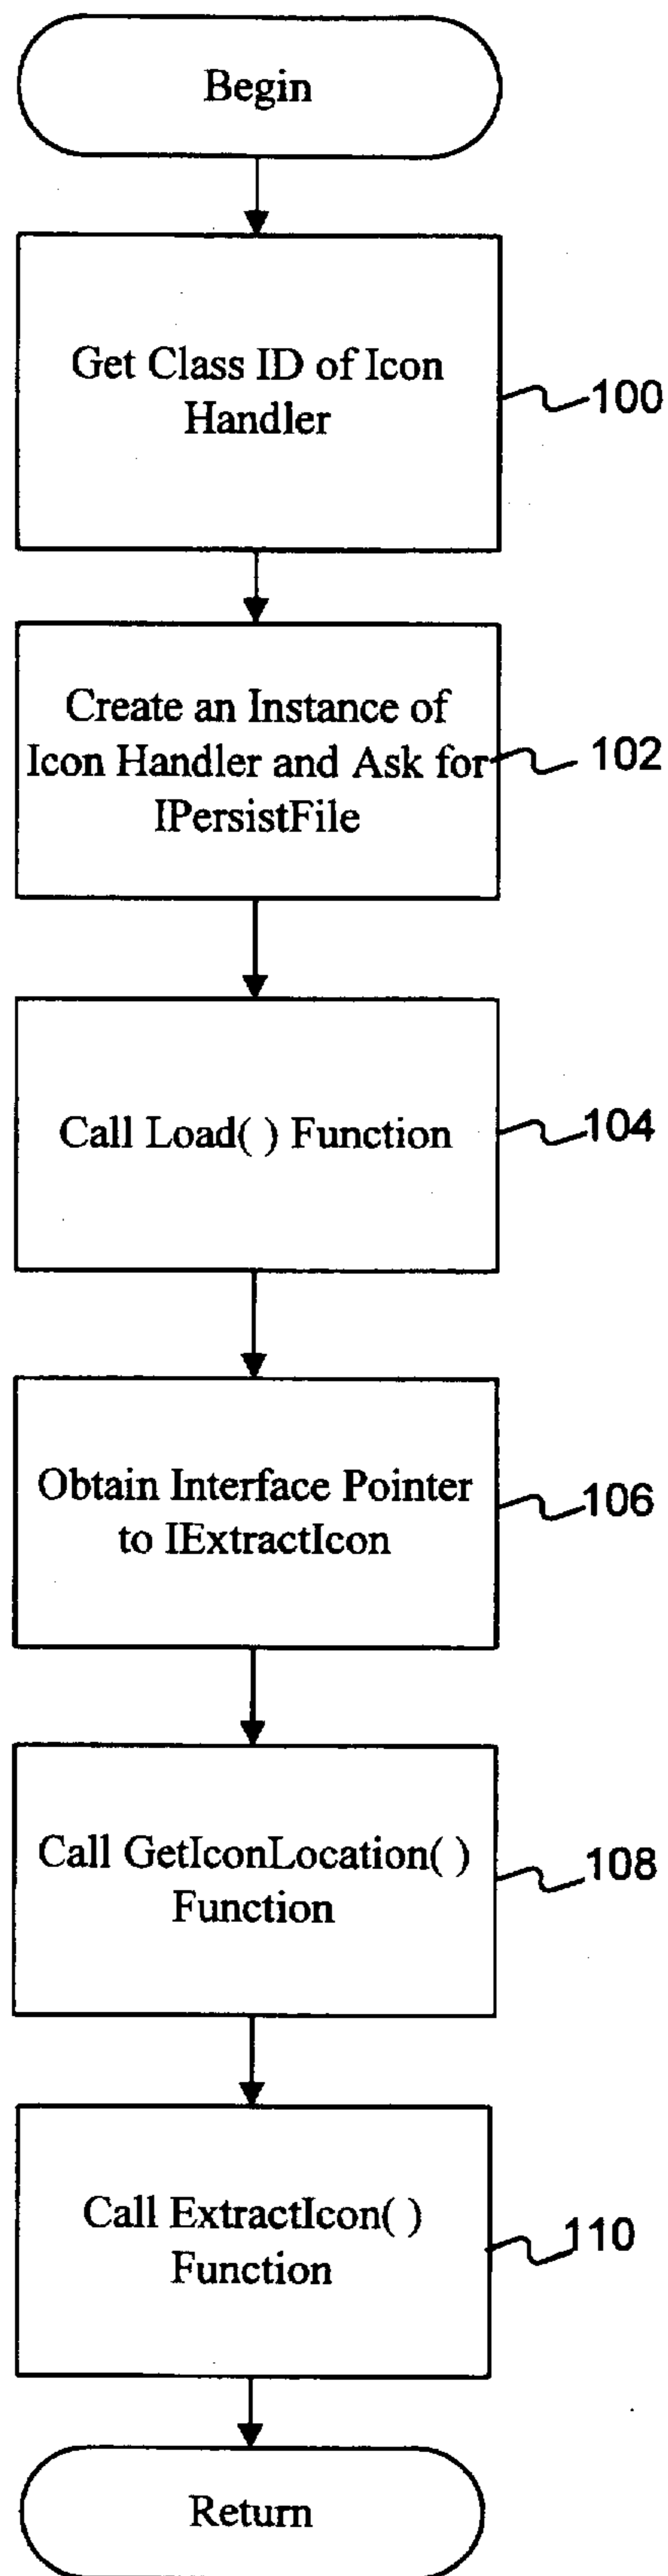 Begin
Get Class ID of Icon
Handler
100
Create an Instance of
Icon Handler and Ask for
IPersistFile
102
Call Load( ) Function
104
Obtain Interface Pointer
to IExtractIcon
106
Call GetIconLocation( )
Function
108
Call ExtractIcon( )
Function
110
Return